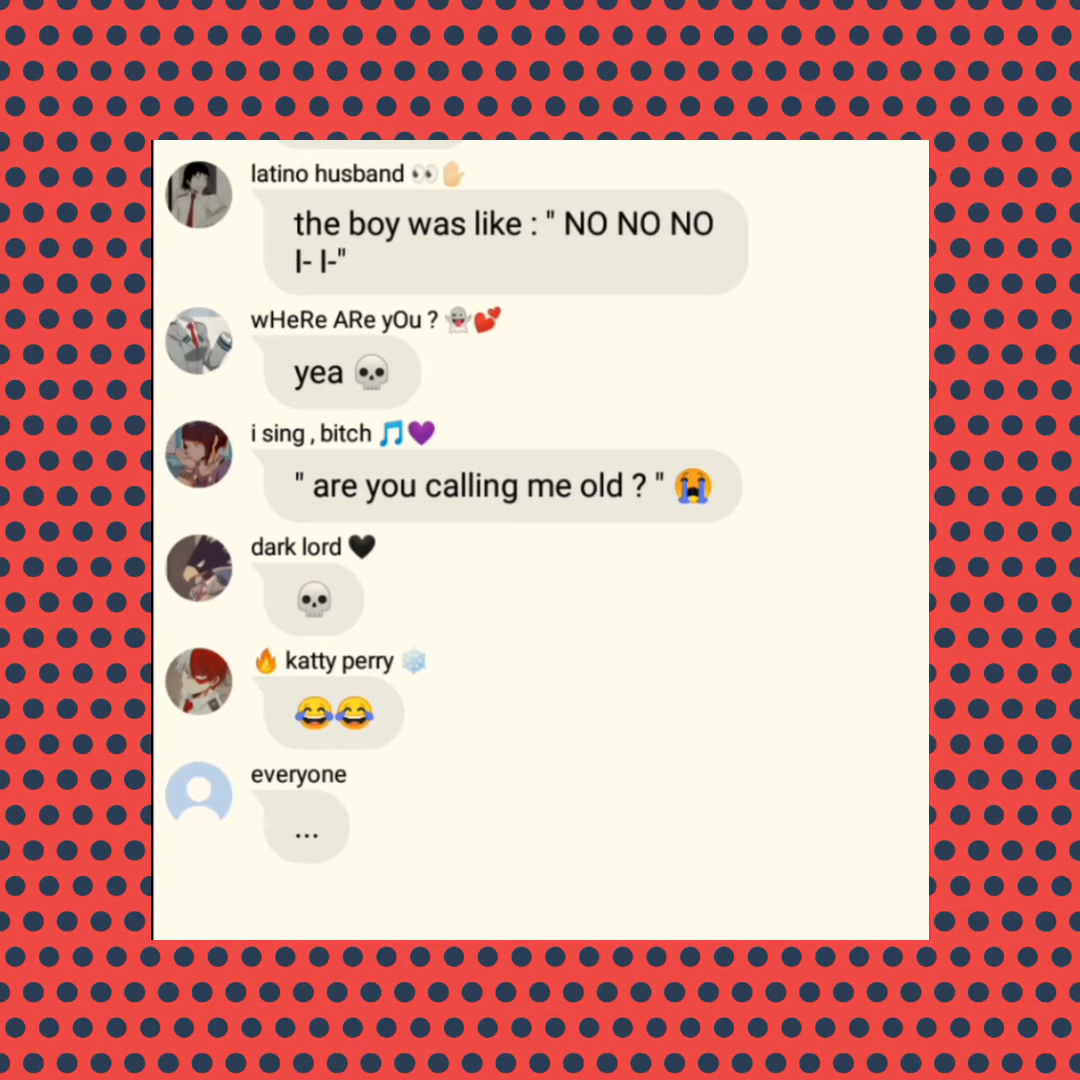 latino husband 👀✋🏻
the boy was like : " NO NO NO
I- I-"
wHeRe ARe yOu ? 👻💕
yea 💀
i sing , bitch 🎵💜
" are you calling me old ? " 😭
dark lord 🖤
💀
🔥 katty perry ❄️
😂😂
everyone
...